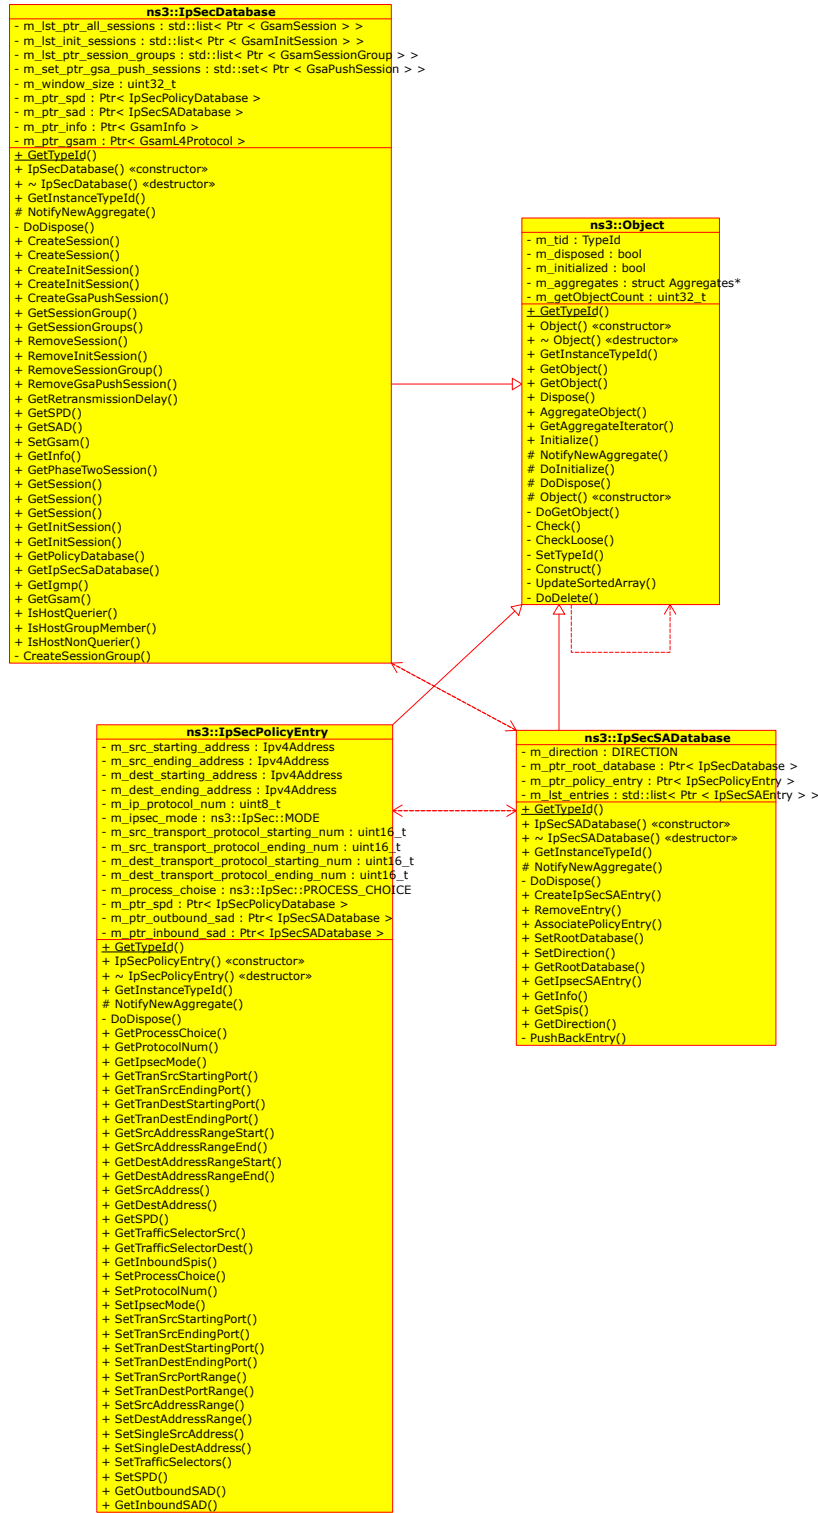 ns3::IpSecDatabase
- m_lst_ptr_all_sessions : std::list< Ptr < GsamSession > >
- m_lst_init_sessions : std::list< Ptr < GsamInitSession > >
- m_lst_ptr_session_groups : std::list< Ptr < GsamSessionGroup > >
- m_set_ptr_gsa_push_sessions : std::set< Ptr < GsaPushSession > >
- m_window_size : uint32_t
- m_ptr_spd : Ptr< IpSecPolicyDatabase >
- m_ptr_sad : Ptr< IpSecSADatabase >
- m_ptr_info : Ptr< GsamInfo >
- m_ptr_gsam : Ptr< GsamL4Protocol >
+ GetTypeId()
+ IpSecDatabase() «constructor»
+ ~ IpSecDatabase() «destructor»
+ GetInstanceTypeId()
# NotifyNewAggregate()
- DoDispose()
+ CreateSession()
+ CreateSession()
+ CreateInitSession()
+ CreateInitSession()
+ CreateGsaPushSession()
+ GetSessionGroup()
+ GetSessionGroups()
+ RemoveSession()
+ RemoveInitSession()
+ RemoveSessionGroup()
+ RemoveGsaPushSession()
+ GetRetransmissionDelay()
+ GetSPD()
+ GetSAD()
+ SetGsam()
+ GetInfo()
+ GetPhaseTwoSession()
+ GetSession()
+ GetSession()
+ GetSession()
+ GetInitSession()
+ GetInitSession()
+ GetPolicyDatabase()
+ GetIpSecSaDatabase()
+ GetIgmp()
+ GetGsam()
+ IsHostQuerier()
+ IsHostGroupMember()
+ IsHostNonQuerier()
- CreateSessionGroup()
ns3::Object
- m_tid : TypeId
- m_disposed : bool
- m_initialized : bool
- m_aggregates : struct Aggregates*
- m_getObjectCount : uint32_t
+ GetTypeId()
+ Object() «constructor»
+ ~ Object() «destructor»
+ GetInstanceTypeId()
+ GetObject()
+ GetObject()
+ Dispose()
+ AggregateObject()
+ GetAggregateIterator()
+ Initialize()
# NotifyNewAggregate()
# DoInitialize()
# DoDispose()
# Object() «constructor»
- DoGetObject()
- Check()
- CheckLoose()
- SetTypeId()
- Construct()
- UpdateSortedArray()
- DoDelete()
ns3::IpSecPolicyEntry
- m_src_starting_address : Ipv4Address
- m_src_ending_address : Ipv4Address
- m_dest_starting_address : Ipv4Address
- m_dest_ending_address : Ipv4Address
- m_ip_protocol_num : uint8_t
- m_ipsec_mode : ns3::IpSec::MODE
- m_src_transport_protocol_starting_num : uint16_t
- m_src_transport_protocol_ending_num : uint16_t
- m_dest_transport_protocol_starting_num : uint16_t
- m_dest_transport_protocol_ending_num : uint16_t
- m_process_choise : ns3::IpSec::PROCESS_CHOICE
- m_ptr_spd : Ptr< IpSecPolicyDatabase >
- m_ptr_outbound_sad : Ptr< IpSecSADatabase >
- m_ptr_inbound_sad : Ptr< IpSecSADatabase >
+ GetTypeId()
+ IpSecPolicyEntry() «constructor»
+ ~ IpSecPolicyEntry() «destructor»
+ GetInstanceTypeId()
# NotifyNewAggregate()
- DoDispose()
+ GetProcessChoice()
+ GetProtocolNum()
+ GetIpsecMode()
+ GetTranSrcStartingPort()
+ GetTranSrcEndingPort()
+ GetTranDestStartingPort()
+ GetTranDestEndingPort()
+ GetSrcAddressRangeStart()
+ GetSrcAddressRangeEnd()
+ GetDestAddressRangeStart()
+ GetDestAddressRangeEnd()
+ GetSrcAddress()
+ GetDestAddress()
+ GetSPD()
+ GetTrafficSelectorSrc()
+ GetTrafficSelectorDest()
+ GetInboundSpis()
+ SetProcessChoice()
+ SetProtocolNum()
+ SetIpsecMode()
+ SetTranSrcStartingPort()
+ SetTranSrcEndingPort()
+ SetTranDestStartingPort()
+ SetTranDestEndingPort()
+ SetTranSrcPortRange()
+ SetTranDestPortRange()
+ SetSrcAddressRange()
+ SetDestAddressRange()
+ SetSingleSrcAddress()
+ SetSingleDestAddress()
+ SetTrafficSelectors()
+ SetSPD()
+ GetOutboundSAD()
+ GetInboundSAD()
ns3::IpSecSADatabase
- m_direction : DIRECTION
- m_ptr_root_database : Ptr< IpSecDatabase >
- m_ptr_policy_entry : Ptr< IpSecPolicyEntry >
- m_lst_entries : std::list< Ptr < IpSecSAEntry > >
+ GetTypeId()
+ IpSecSADatabase() «constructor»
+ ~ IpSecSADatabase() «destructor»
+ GetInstanceTypeId()
# NotifyNewAggregate()
- DoDispose()
+ CreateIpSecSAEntry()
+ RemoveEntry()
+ AssociatePolicyEntry()
+ SetRootDatabase()
+ SetDirection()
+ GetRootDatabase()
+ GetIpsecSAEntry()
+ GetInfo()
+ GetSpis()
+ GetDirection()
- PushBackEntry()